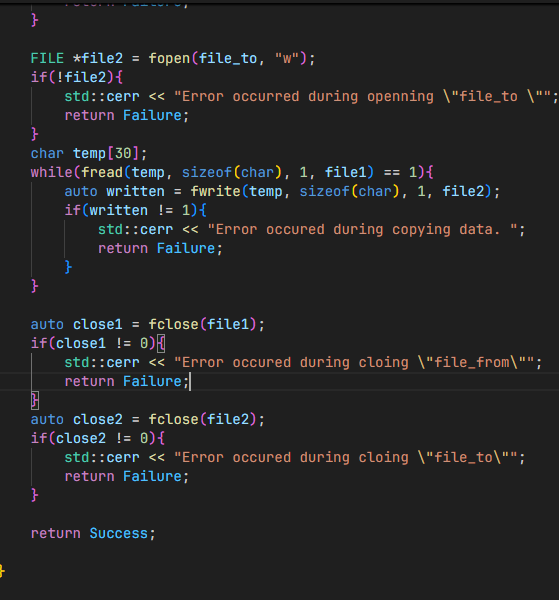 }
FILE *file2 = fopen(file_to, "w");
if(!file2){
std::cerr << "Error occurred during openning \"file_to \"";
return Failure;
}
char temp[30];
while(fread(temp, sizeof(char), 1, file1) == 1){
auto written = fwrite(temp, sizeof(char), 1, file2);
if(written != 1){
std::cerr << "Error occured during copying data. ";
return Failure;
}
}
auto close1 = fclose(file1);
if(close1 != 0){
std::cerr << "Error occured during cloing \"file_from\"";
return Failure;
}
auto close2 = fclose(file2);
if(close2 != 0){
std::cerr << "Error occured during cloing \"file_to\"";
return Failure;
}
return Success;
}